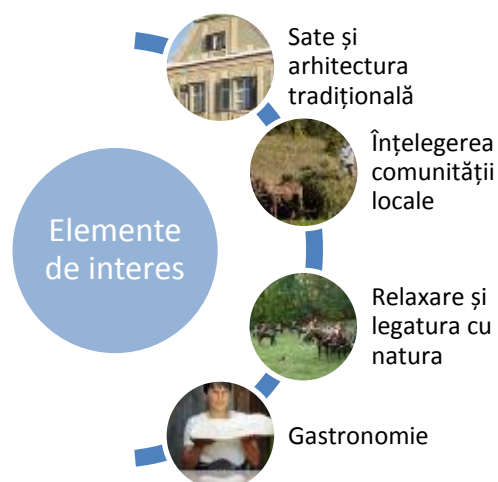 Sate și
arhitectura
tradițională
Înțelegerea
comunității
locale
Elemente
de interes
Relaxare și
legatura cu
natura
Gastronomie